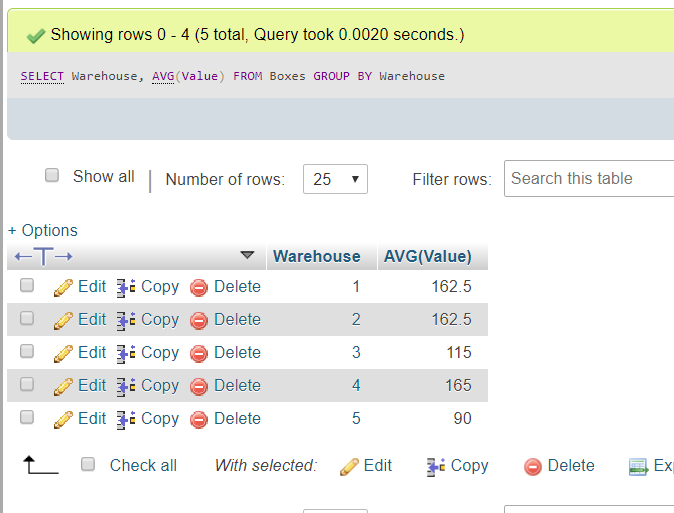 Showing rows 0 - 4 (5 total, Query took 0.0020 seconds.)
SELECT Warehouse, AVG(Value) FROM Boxes GROUP BY Warehouse
Show all | Number of rows: 25 Filter rows: Search this table
+ Options
Warehouse AVG(Value)
Edit Copy Delete 1 162.5
Edit Copy Delete 2 162.5
Edit Copy Delete 3 115
Edit Copy Delete 4 165
Edit Copy Delete 5 90
Check all With selected: Edit Copy Delete Exp